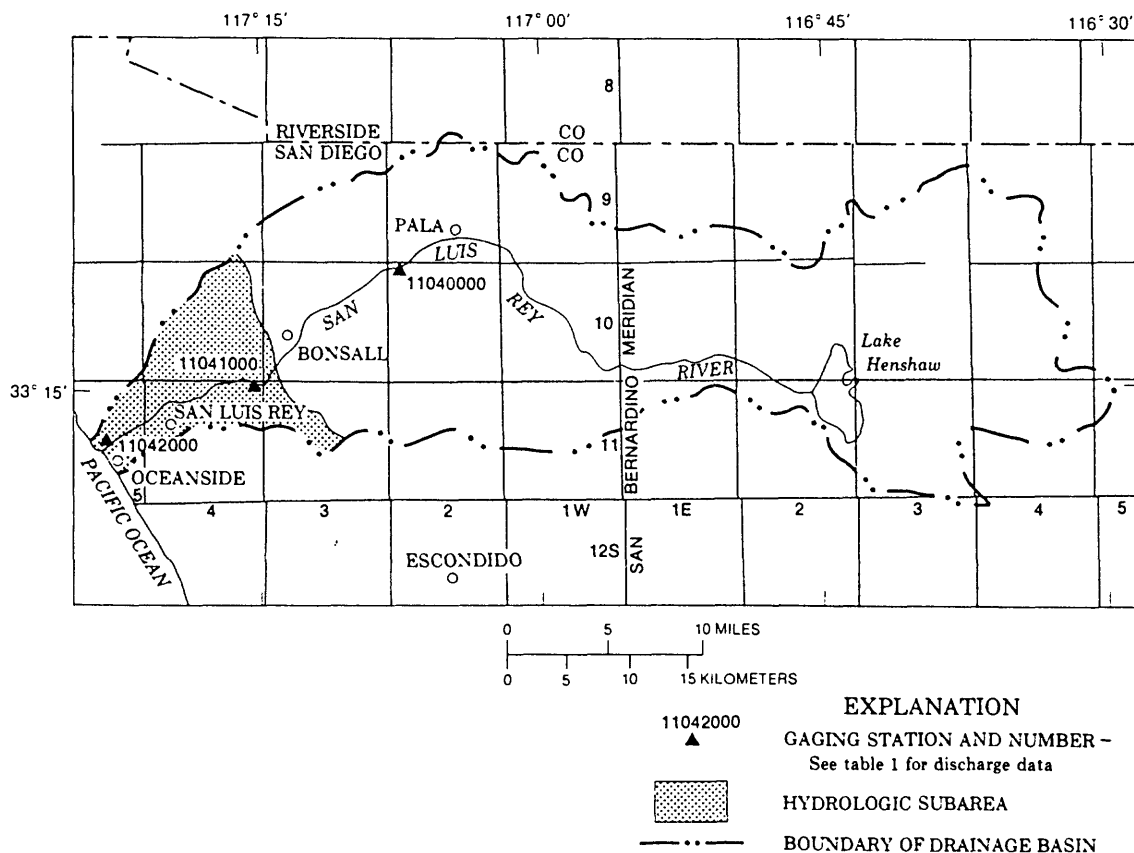 117° 15' 117° 00' 116° 45' 116° 30'
8
RIVERSIDE CO
SAN DIEGO CO
9
PALA
LUIS
11040000
SAN
REY
10
MERIDIAN
BONSALL
Lake
Henshaw
11041000
RIVER
33° 15'
SAN LUIS REY
BERNARDINO
11042000
11
OCEANSIDE
5
4 3 2 1W 1E 2 3 4 5
PACIFIC OCEAN
ESCONDIDO
12S
SAN
0 5 10 MILES
0 5 10 15 KILOMETERS
EXPLANATION
11042000
GAGING STATION AND NUMBER –
See table 1 for discharge data
HYDROLOGIC SUBAREA
BOUNDARY OF DRAINAGE BASIN